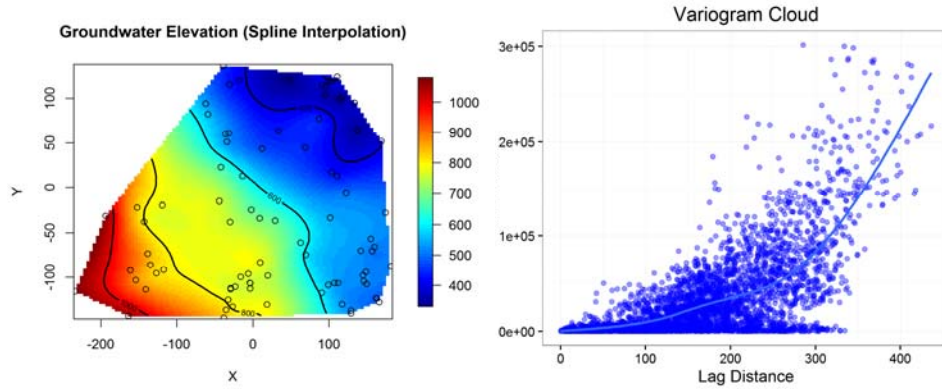 Groundwater Elevation (Spline Interpolation)
Y
100
50
0
-50
-100
600
800
-200 -100 0 100
X
1000
900
800
700
600
500
400
Variogram Cloud
3e+05
2e+05
1e+05
0e+00
0 100 200 300 400
Lag Distance